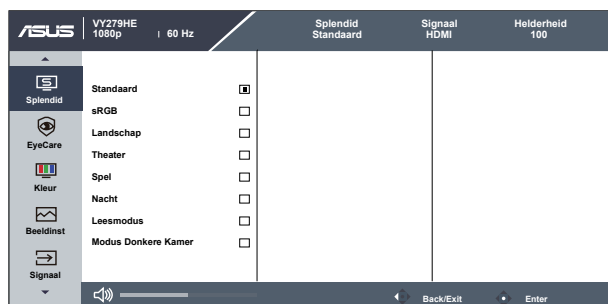 ASUS
VY279HE
1080p | 60 Hz
Splendid
Standaard
Signaal
HDMI
Helderheid
100
Splendid
EyeCare
Kleur
Beeldinst
Signaal
Standaard
sRGB
Landschap
Theater
Spel
Nacht
Leesmodus
Modus Donkere Kamer
Back/Exit
Enter